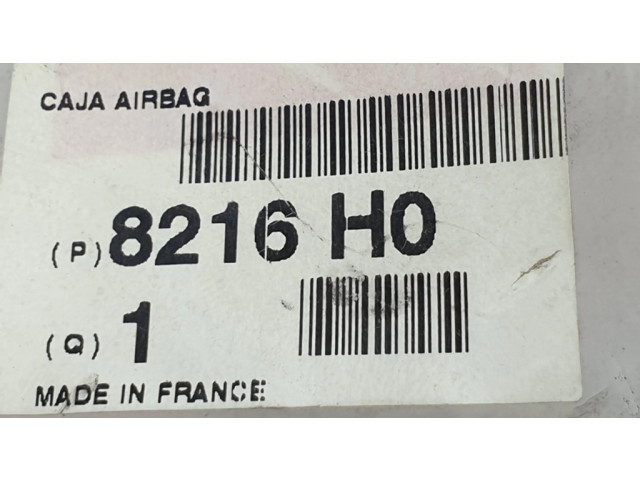 CAJA AIRBAG
(P) 8216 H0
(Q) 1
MADE IN FRANCE